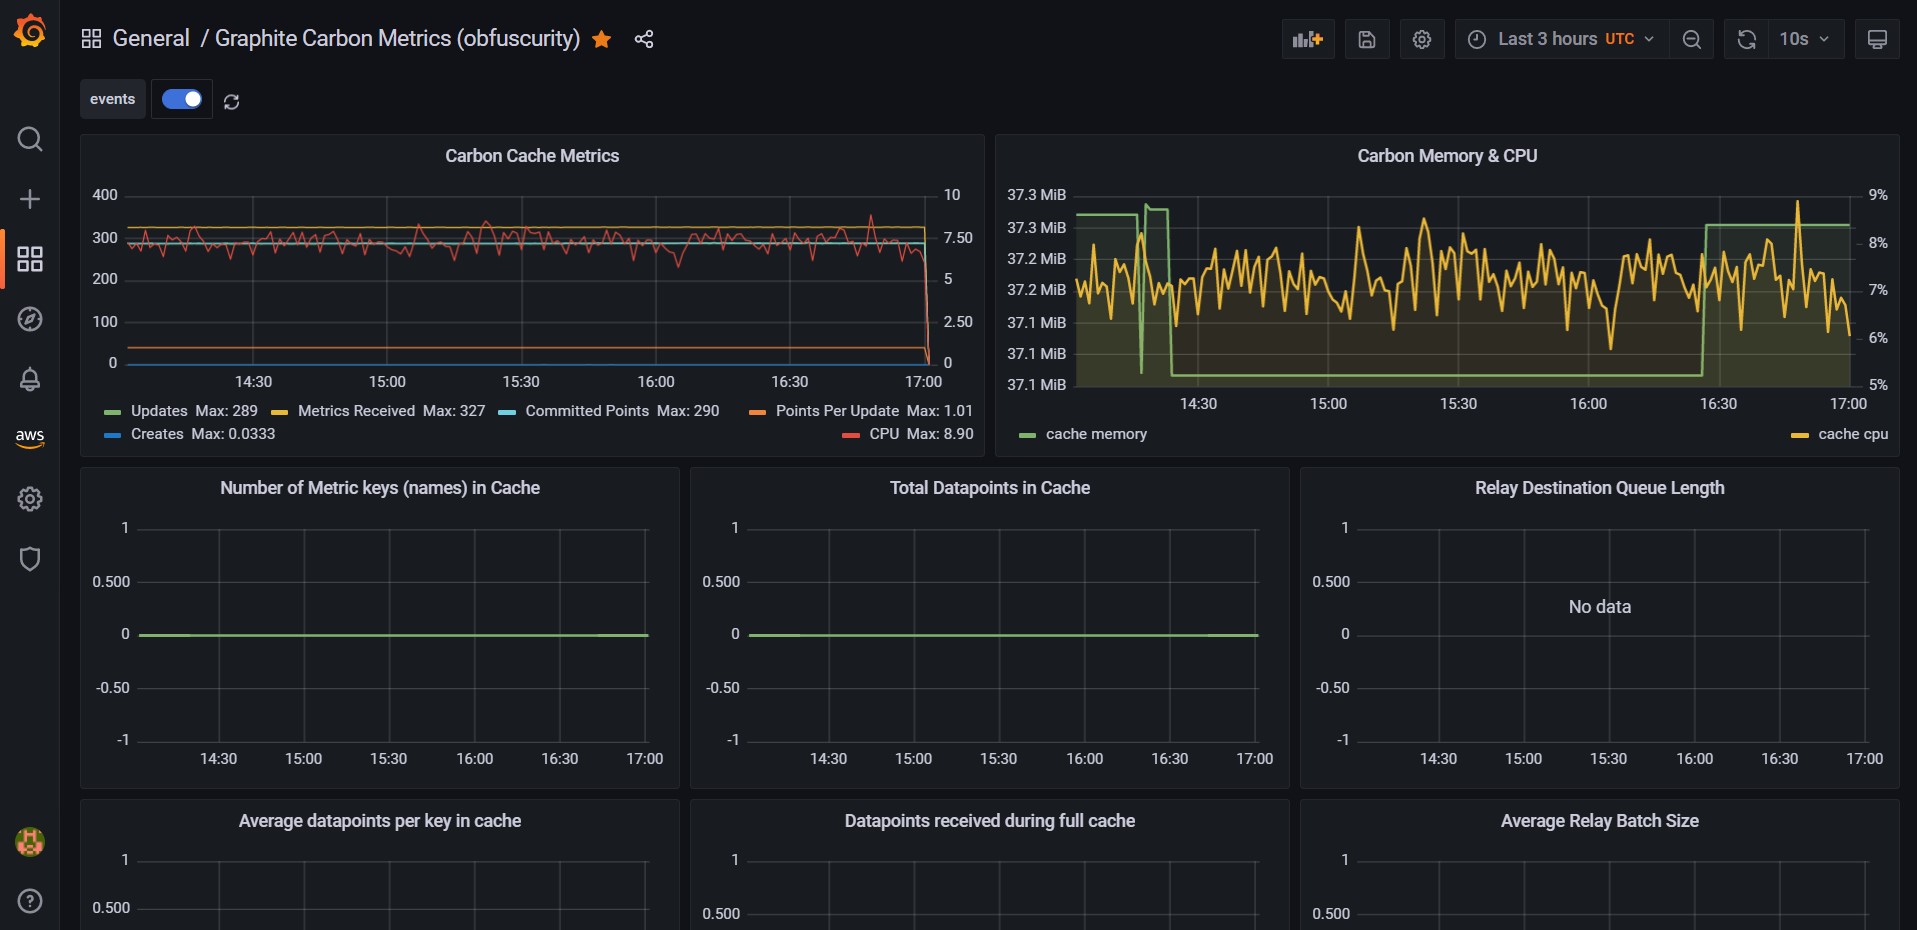 General / Graphite Carbon Metrics (obfuscurity)
Last 3 hours UTC
10s
events
aws
Carbon Cache Metrics
400
300
200
100
0
10
7.50
5
2.50
0
14:30 15:00 15:30 16:00 16:30 17:00
Updates Max: 289 Metrics Received Max: 327 Committed Points Max: 290 Points Per Update Max: 1.01
Creates Max: 0.0333 CPU Max: 8.90
Carbon Memory & CPU
37.3 MiB
37.3 MiB
37.2 MiB
37.2 MiB
37.1 MiB
37.1 MiB
37.1 MiB
9%
8%
7%
6%
5%
14:30 15:00 15:30 16:00 16:30 17:00
cache memory cache cpu
Number of Metric keys (names) in Cache
1
0.500
0
-0.50
-1
14:30 15:00 15:30 16:00 16:30 17:00
Total Datapoints in Cache
1
0.500
0
-0.50
-1
14:30 15:00 15:30 16:00 16:30 17:00
Relay Destination Queue Length
1
0.500
No data
0
-0.50
-1
14:30 15:00 15:30 16:00 16:30 17:00
Average datapoints per key in cache
1
0.500
Datapoints received during full cache
1
0.500
Average Relay Batch Size
1
0.500